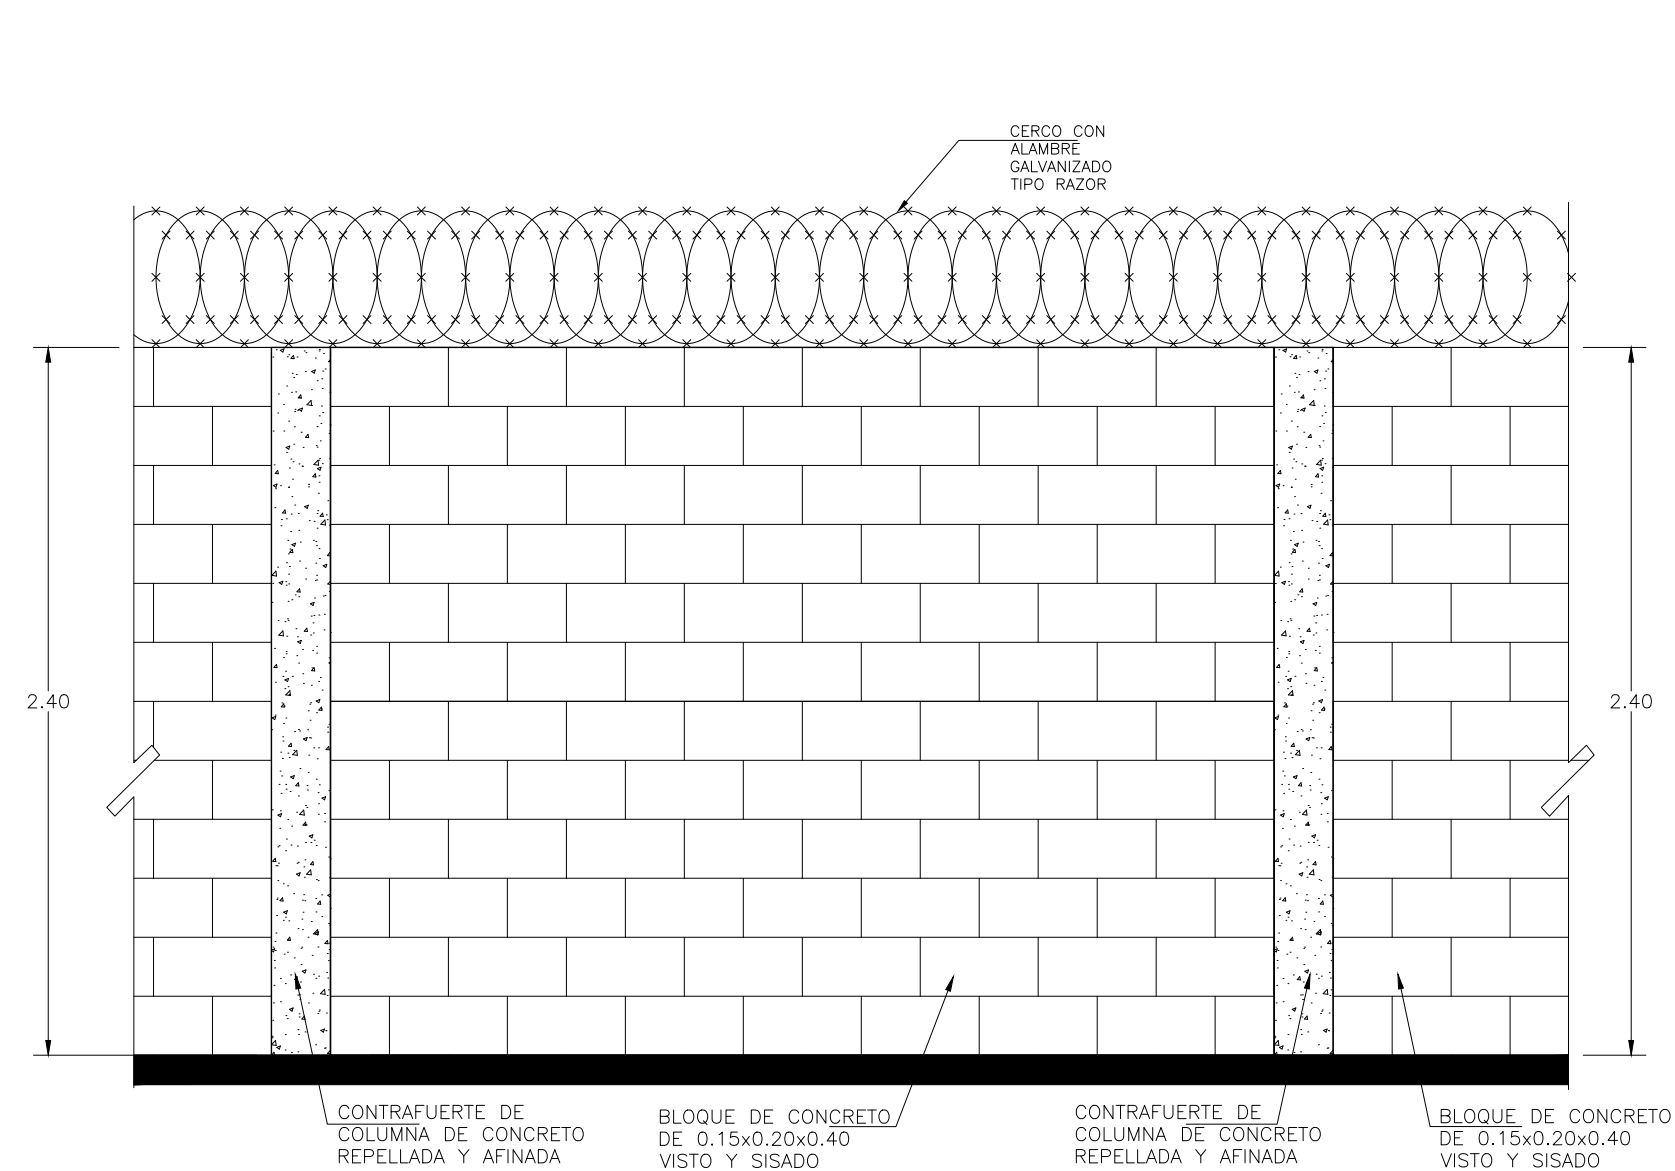 CERCO CON
ALAMBRE
GALVANIZADO
TIPO RAZOR
2.40
2.40
CONTRAFUERTE DE
COLUMNA DE CONCRETO
REPELLADA Y AFINADA
BLOQUE DE CONCRETO
DE 0.15x0.20x0.40
VISTO Y SISADO
CONTRAFUERTE DE
COLUMNA DE CONCRETO
REPELLADA Y AFINADA
BLOQUE DE CONCRETO
DE 0.15x0.20x0.40
VISTO Y SISADO